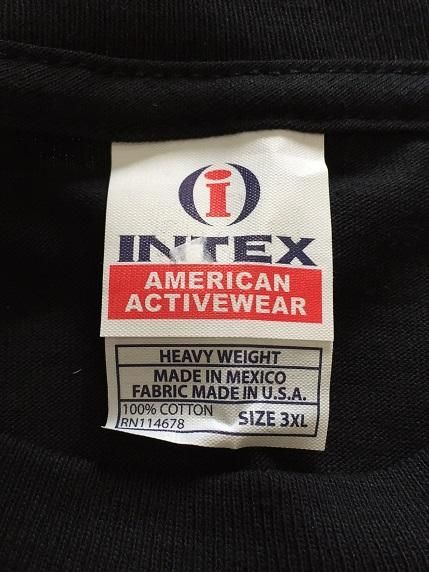 i
INTEX
AMERICAN
ACTIVEWEAR
HEAVY WEIGHT
MADE IN MEXICO
FABRIC MADE IN U.S.A.
100% COTTON
RN114678
SIZE 3XL